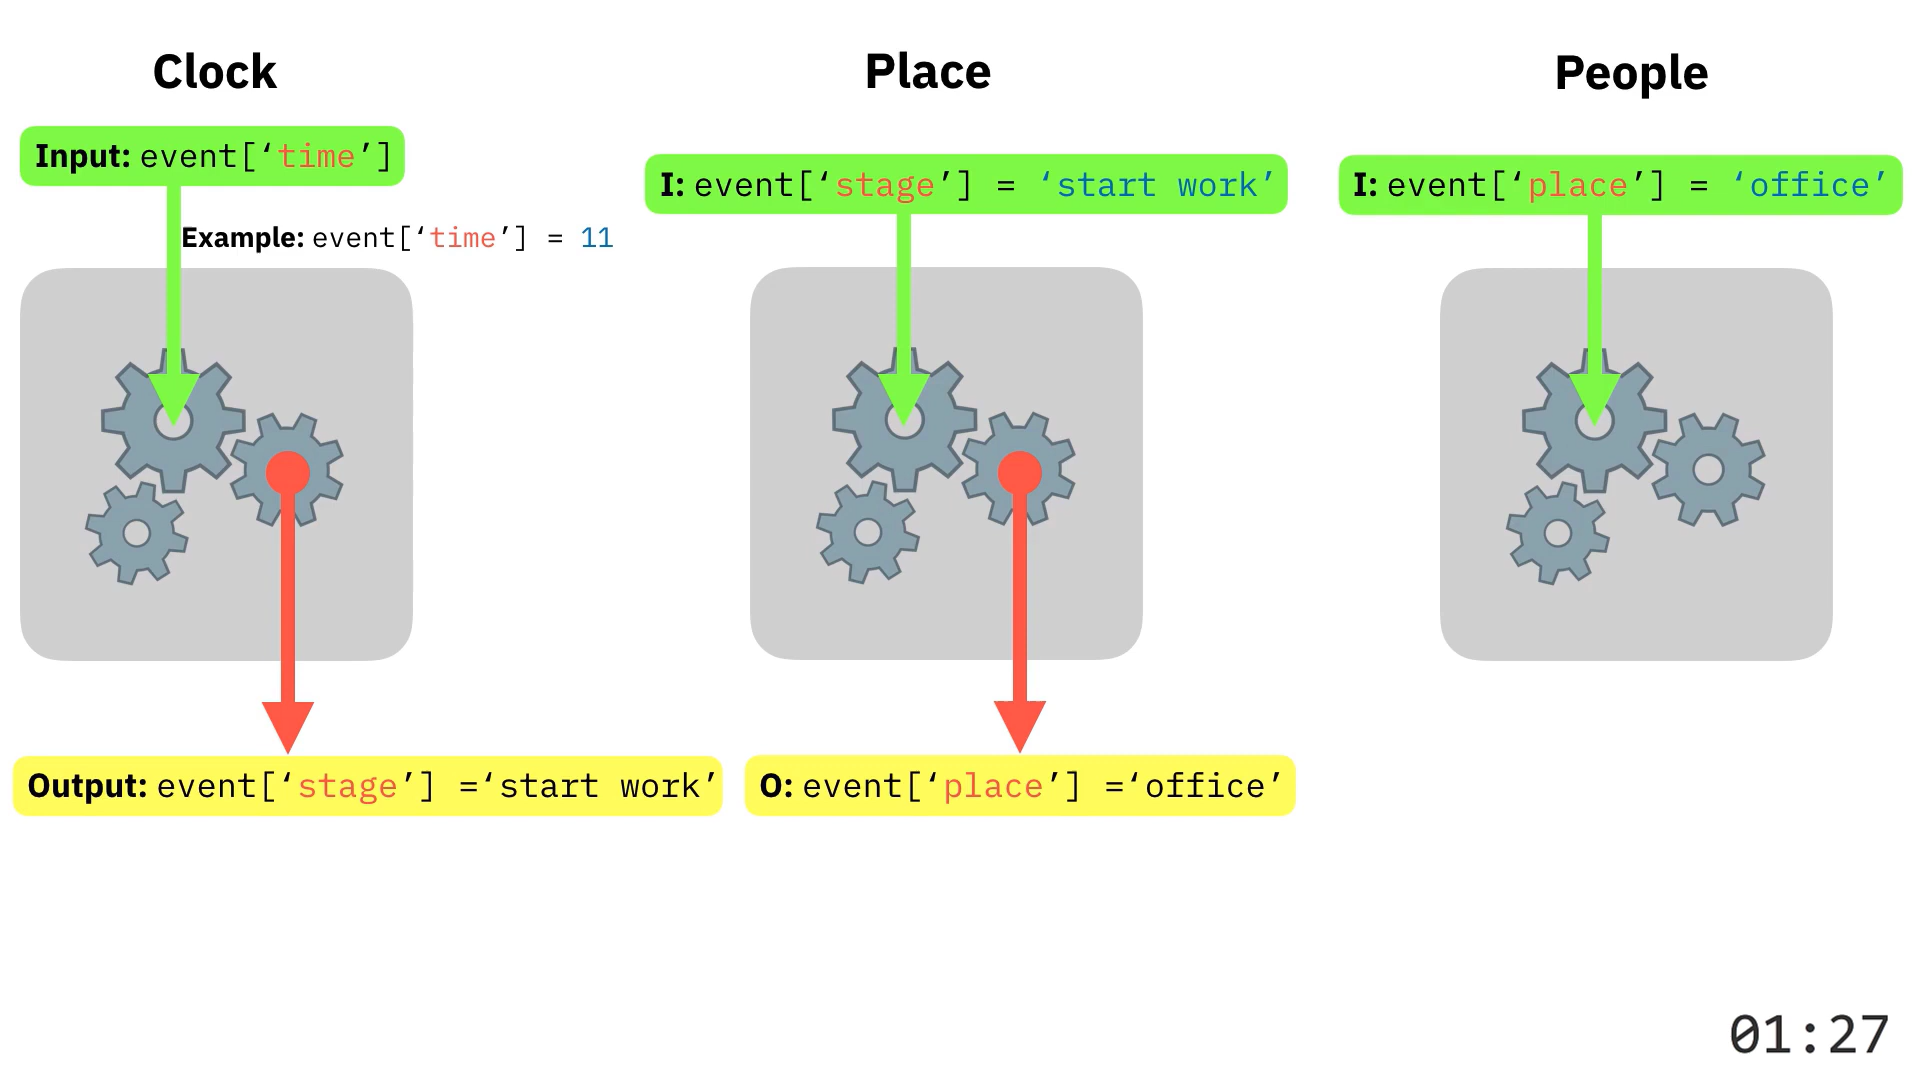 Clock
Place
People
Input: event[‘time’]
I: event[‘stage’] = ‘start work’
I: event[‘place’] = ‘office’
Example: event[‘time’] = 11
Output: event[‘stage’] =‘start work’
O: event[‘place’] =‘office’
01:27